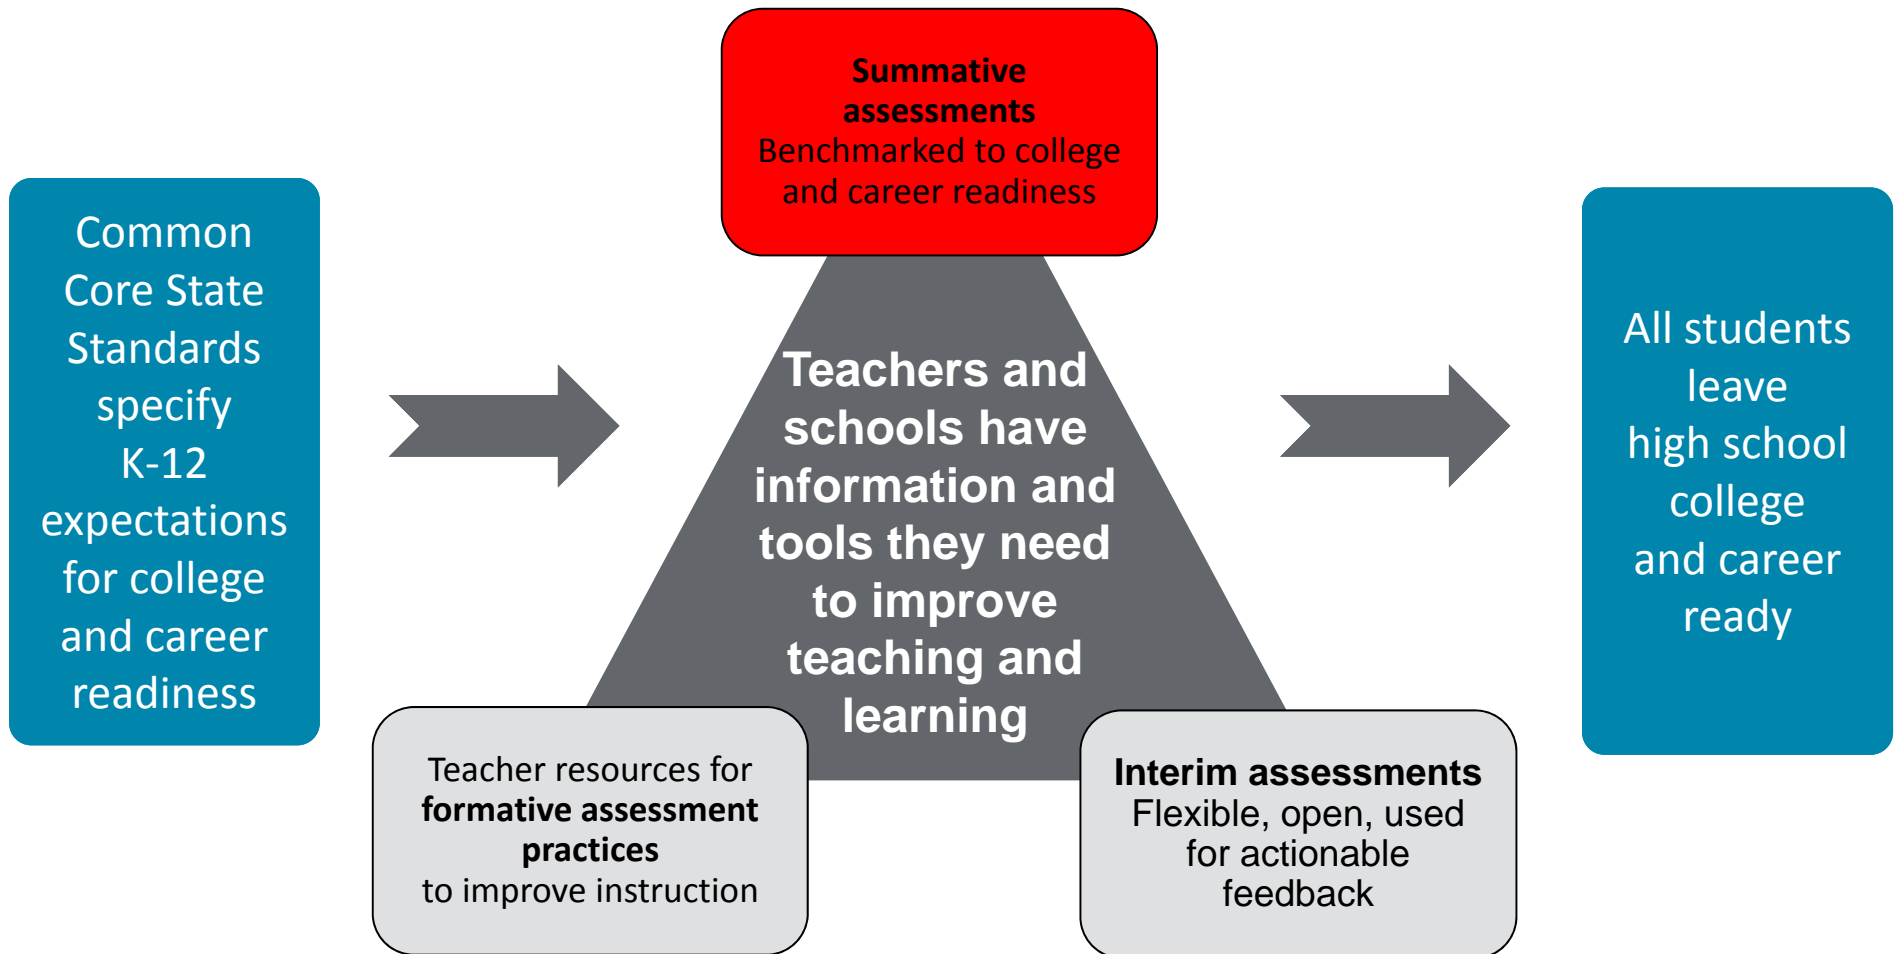 Common
Core State
Standards
specify
K-12
expectations
for college
and career
readiness
Summative
assessments
Benchmarked to college
and career readiness
Teachers and
schools have
information and
tools they need
to improve
teaching and
learning
Teacher resources for
formative assessment
practices
to improve instruction
Interim assessments
Flexible, open, used
for actionable
feedback
All students
leave
high school
college
and career
ready